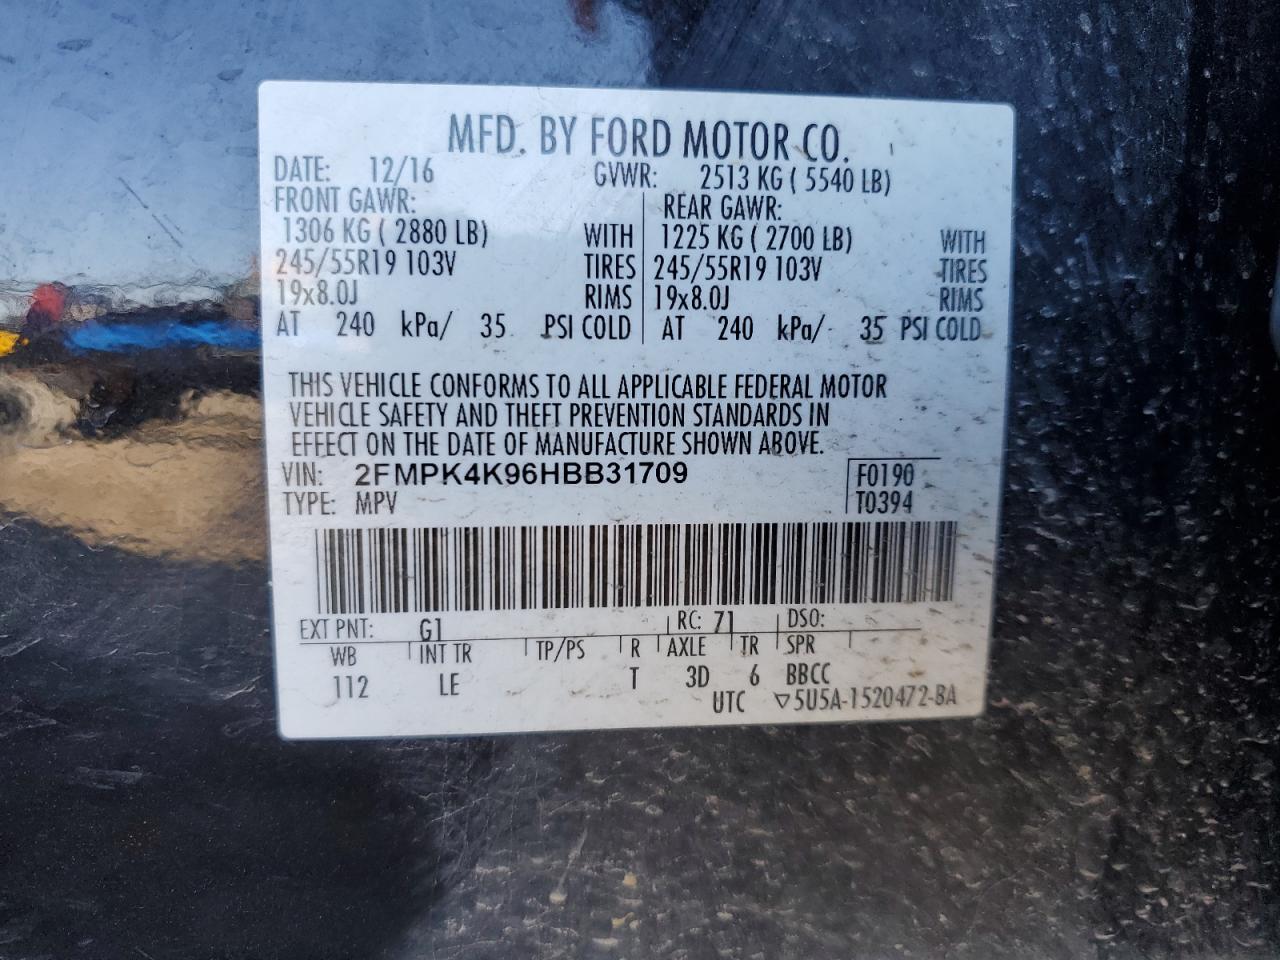 MFD. BY FORD MOTOR CO.
DATE: 12/16 GVWR: 2513 KG ( 5540 LB)
FRONT GAWR: REAR GAWR:
1306 KG ( 2880 LB) WITH 1225 KG ( 2700 LB) WITH
245/55R19 103V TIRES 245/55R19 103V TIRES
19x8.0J RIMS 19x8.0J RIMS
AT 240 kPa/ 35 PSI COLD AT 240 kPa/ 35 PSI COLD
THIS VEHICLE CONFORMS TO ALL APPLICABLE FEDERAL MOTOR
VEHICLE SAFETY AND THEFT PREVENTION STANDARDS IN
EFFECT ON THE DATE OF MANUFACTURE SHOWN ABOVE.
VIN: 2FMPK4K96HBB31709 F0190
TYPE: MPV T0394
EXT PNT: G1 RC: 71 DSO:
WB INT TR TP/PS R AXLE TR SPR
112 LE T 3D 6 BBCC
UTC ▽5U5A-1520472-BA